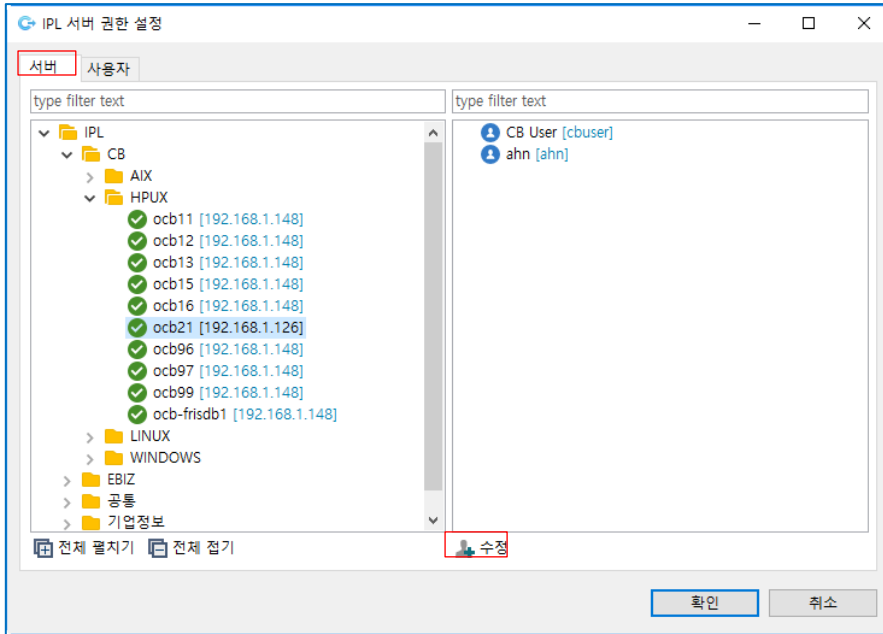 IPL 서버 권한 설정
서버 사용자
type filter text
type filter text
IPL
CB
AIX
HPUX
ocb11 [192.168.1.148]
ocb12 [192.168.1.148]
ocb13 [192.168.1.148]
ocb15 [192.168.1.148]
ocb16 [192.168.1.148]
ocb21 [192.168.1.126]
ocb96 [192.168.1.148]
ocb97 [192.168.1.148]
ocb99 [192.168.1.148]
ocb-frisdb1 [192.168.1.148]
LINUX
WINDOWS
EBIZ
공통
기업정보
CB User [cbuser]
ahn [ahn]
전체 펼치기 전체 접기
수정
확인 취소